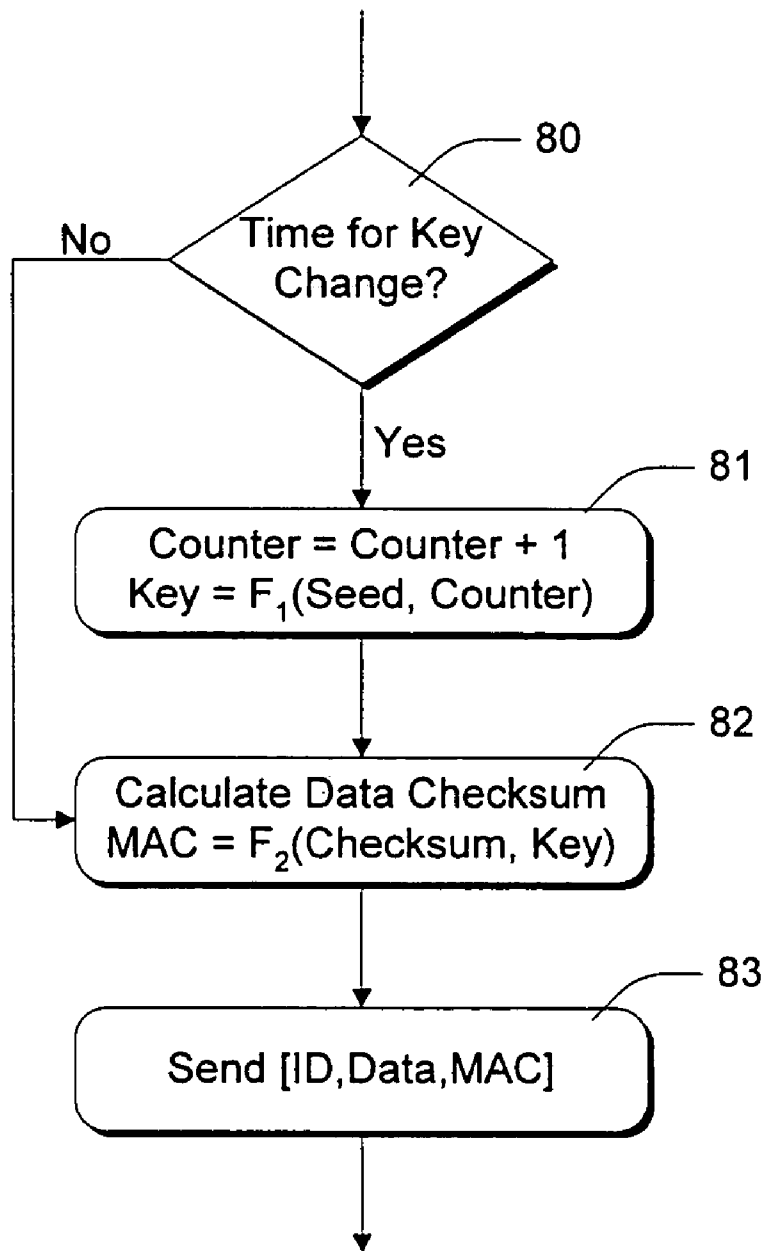 80
Time for Key
Change?
No
Yes
81
Counter = Counter + 1
Key = F₁(Seed, Counter)
82
Calculate Data Checksum
MAC = F₂(Checksum, Key)
83
Send [ID,Data,MAC]